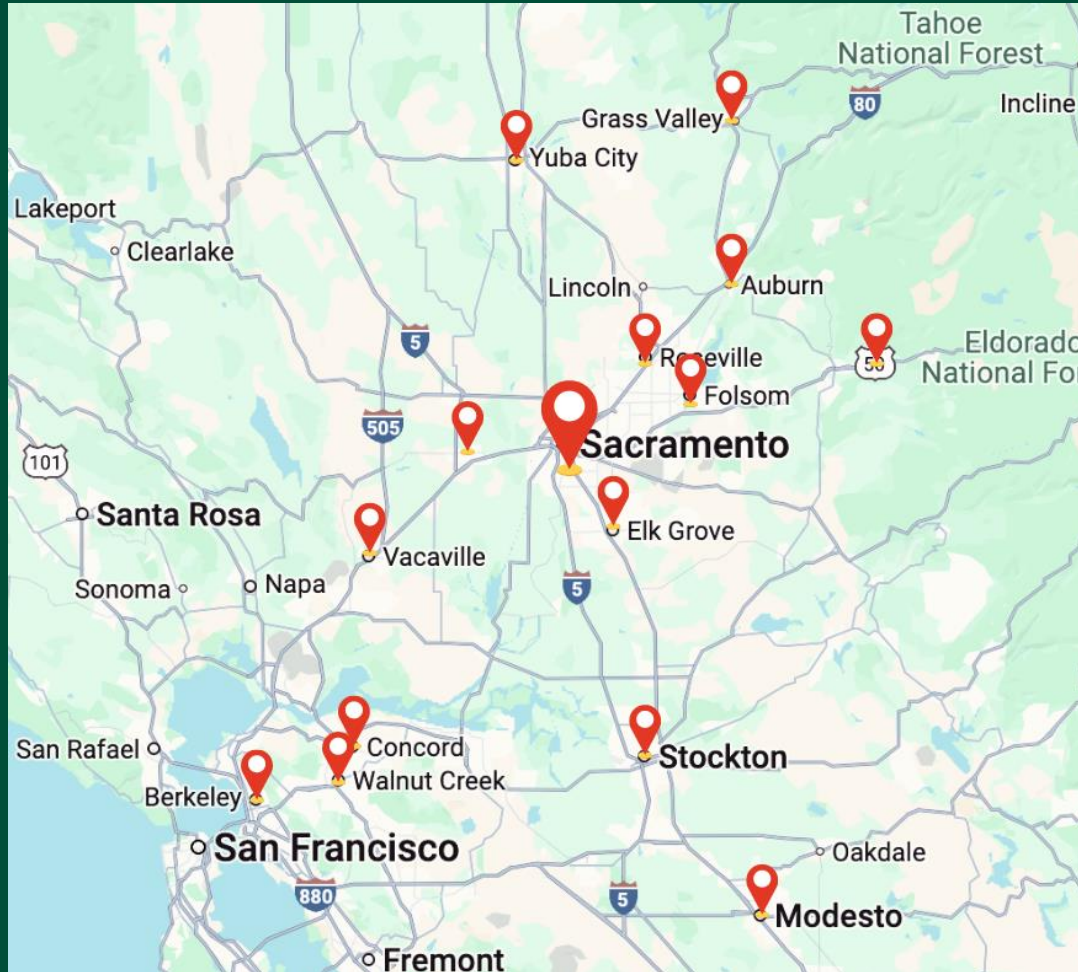 Tahoe
National Forest
Grass Valley
80
Incline
Yuba City
Lakeport
Clearlake
Lincoln
Auburn
5
Roseville
Eldorado
National For
50
Folsom
505
Sacramento
101
Santa Rosa
Elk Grove
Vacaville
Sonoma
Napa
5
San Rafael
Concord
Walnut Creek
Stockton
Berkeley
San Francisco
Oakdale
880
5
Modesto
Fremont